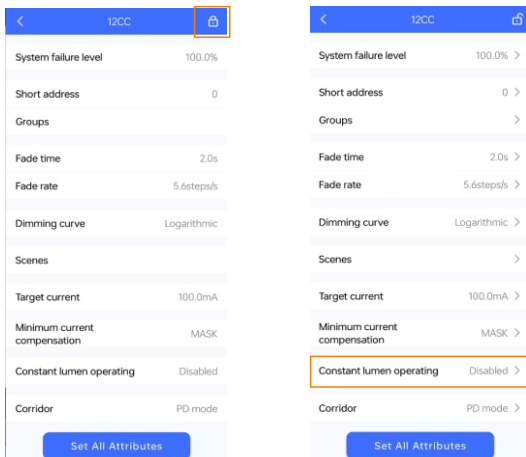 12CC
System failure level 100.0%
Short address 0
Groups
Fade time 2.0s
Fade rate 5.6steps/s
Dimming curve Logarithmic
Scenes
Target current 100.0mA
Minimum current
compensation MASK
Constant lumen operating Disabled
Corridor PD mode
Set All Attributes
12CC
System failure level 100.0%
Short address 0
Groups
Fade time 2.0s
Fade rate 5.6steps/s
Dimming curve Logarithmic
Scenes
Target current 100.0mA
Minimum current
compensation MASK
Constant lumen operating Disabled
Corridor PD mode
Set All Attributes